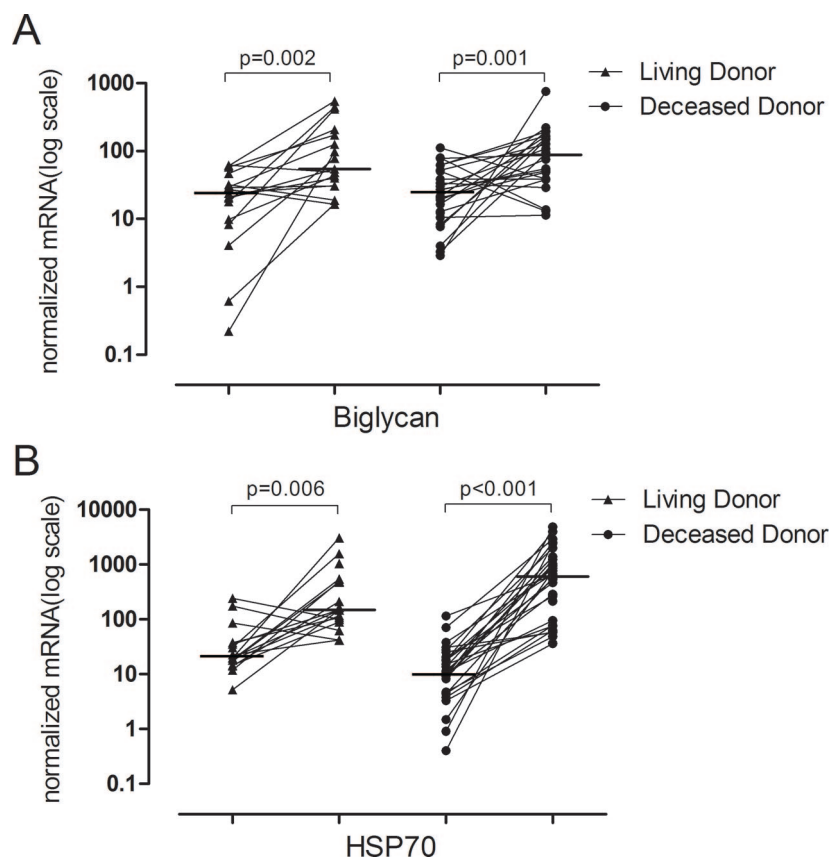 A
p=0.002
p=0.001
Living Donor
Deceased Donor
normalized mRNA(log scale)
1000
100
10
1
0.1
Biglycan
B
p=0.006
p<0.001
Living Donor
Deceased Donor
normalized mRNA(log scale)
10000
1000
100
10
1
0.1
HSP70